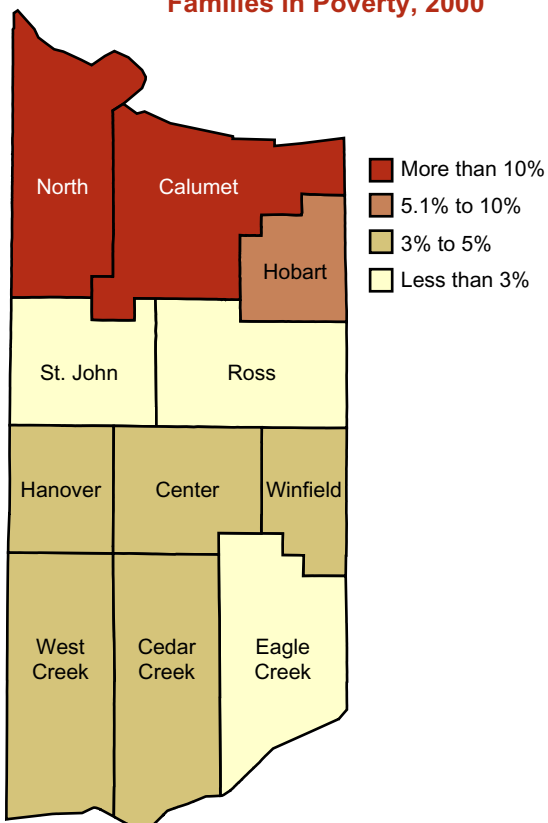 Families in Poverty, 2000
More than 10%
5.1% to 10%
3% to 5%
Less than 3%
North
Calumet
Hobart
St. John
Ross
Hanover
Center
Winfield
West
Creek
Cedar
Creek
Eagle
Creek